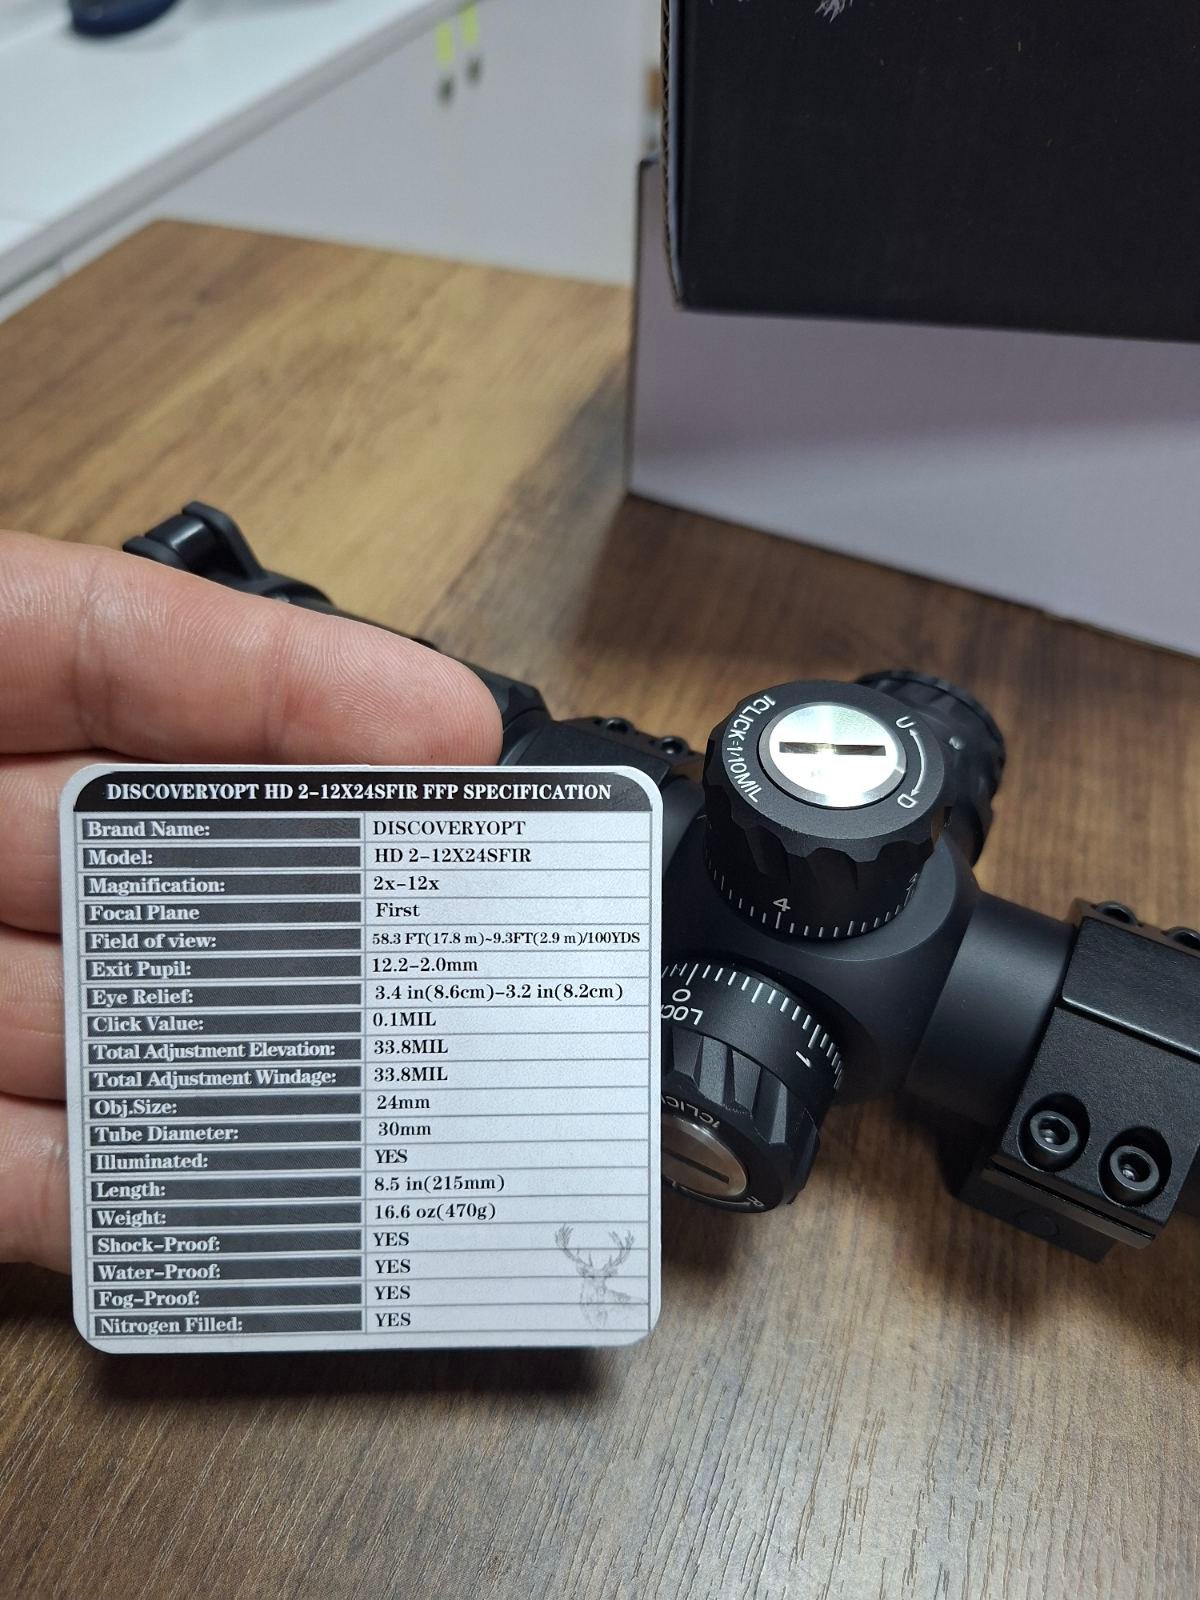 1CLICK=1/10MIL
U
D
4
0
LOCK
1
1CLICK
R
DISCOVERYOPT HD 2-12X24SFIR FFP SPECIFICATION
Brand Name: DISCOVERYOPT
Model: HD 2-12X24SFIR
Magnification: 2x-12x
Focal Plane First
Field of view: 58.3 FT(17.8 m)~9.3FT(2.9 m)/100YDS
Exit Pupil: 12.2-2.0mm
Eye Relief: 3.4 in(8.6cm)-3.2 in(8.2cm)
Click Value: 0.1MIL
Total Adjustment Elevation: 33.8MIL
Total Adjustment Windage: 33.8MIL
Obj.Size: 24mm
Tube Diameter: 30mm
Illuminated: YES
Length: 8.5 in(215mm)
Weight: 16.6 oz(470g)
Shock-Proof: YES
Water-Proof: YES
Fog-Proof: YES
Nitrogen Filled: YES